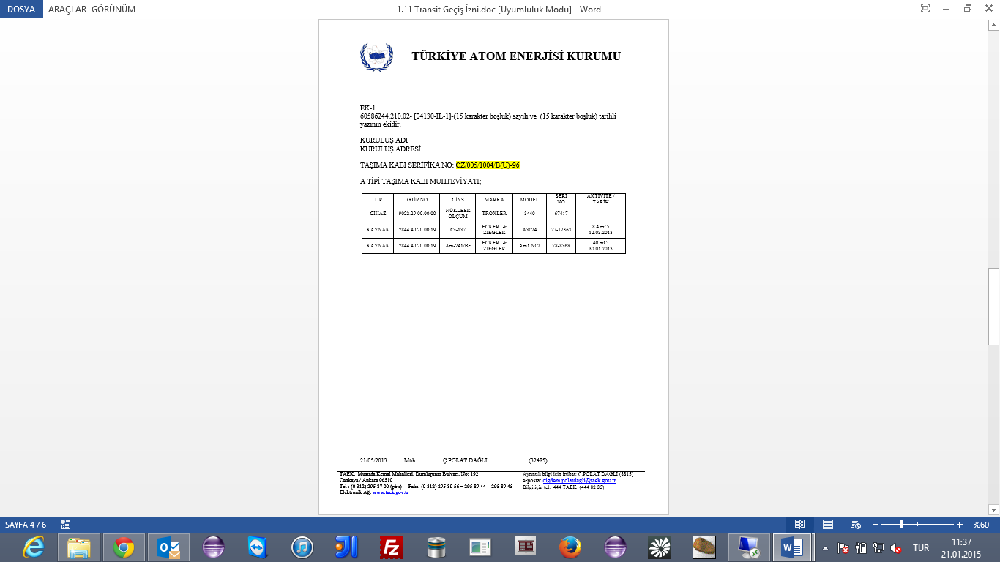 DOSYA ARAÇLAR GÖRÜNÜM 1.11 Transit Geçiş İzni.doc [Uyumluluk Modu] - Word
TÜRKİYE ATOM ENERJİSİ KURUMU
EK-1
60586244.210.02- [04130-IL-1]-(15 karakter boşluk) sayılı ve (15 karakter boşluk) tarihli
yazının ekidir.
KURULUŞ ADI
KURULUŞ ADRESİ
TAŞIMA KABI SERİFİKA NO: CZ/005/1004/B(U)-96
A TİPİ TAŞIMA KABI MUHTEVİYATI;
TİP GTİP NO CİNS MARKA MODEL SERİ NO AKTİVİTE / TARİH
CİHAZ 9022.29.00.00.00 NÜKLEER ÖLÇÜM TROXLER 3440 67417 ---
KAYNAK 2844.40.20.00.19 Cs-137 ECKERT& ZIEGLER A3024 77-12363 8.4 mCi 12.03.2013
KAYNAK 2844.40.20.00.19 Am-241/Be ECKERT& ZIEGLER Am1.N02 78-8368 40 mCi 30.01.2013
21/05/2013 Müh. Ç.POLAT DAĞLI (32485)
TAEK, Mustafa Kemal Mahallesi, Dumlupınar Bulvarı, No: 192
Çankaya / Ankara 06510
Tel : (0 312) 295 87 00 (pbx) Faks: (0 312) 295 89 56 – 295 89 44 - 295 89 45
Elektronik Ağ: www.taek.gov.tr
Ayrıntılı bilgi için irtibat: Ç.POLAT DAĞLI (8815)
e-posta: cigdem.polatdagli@taek.gov.tr
Bilgi için tel: 444 TAEK (444 82 35)
SAYFA 4 / 6 %60
TUR 11:37
21.01.2015